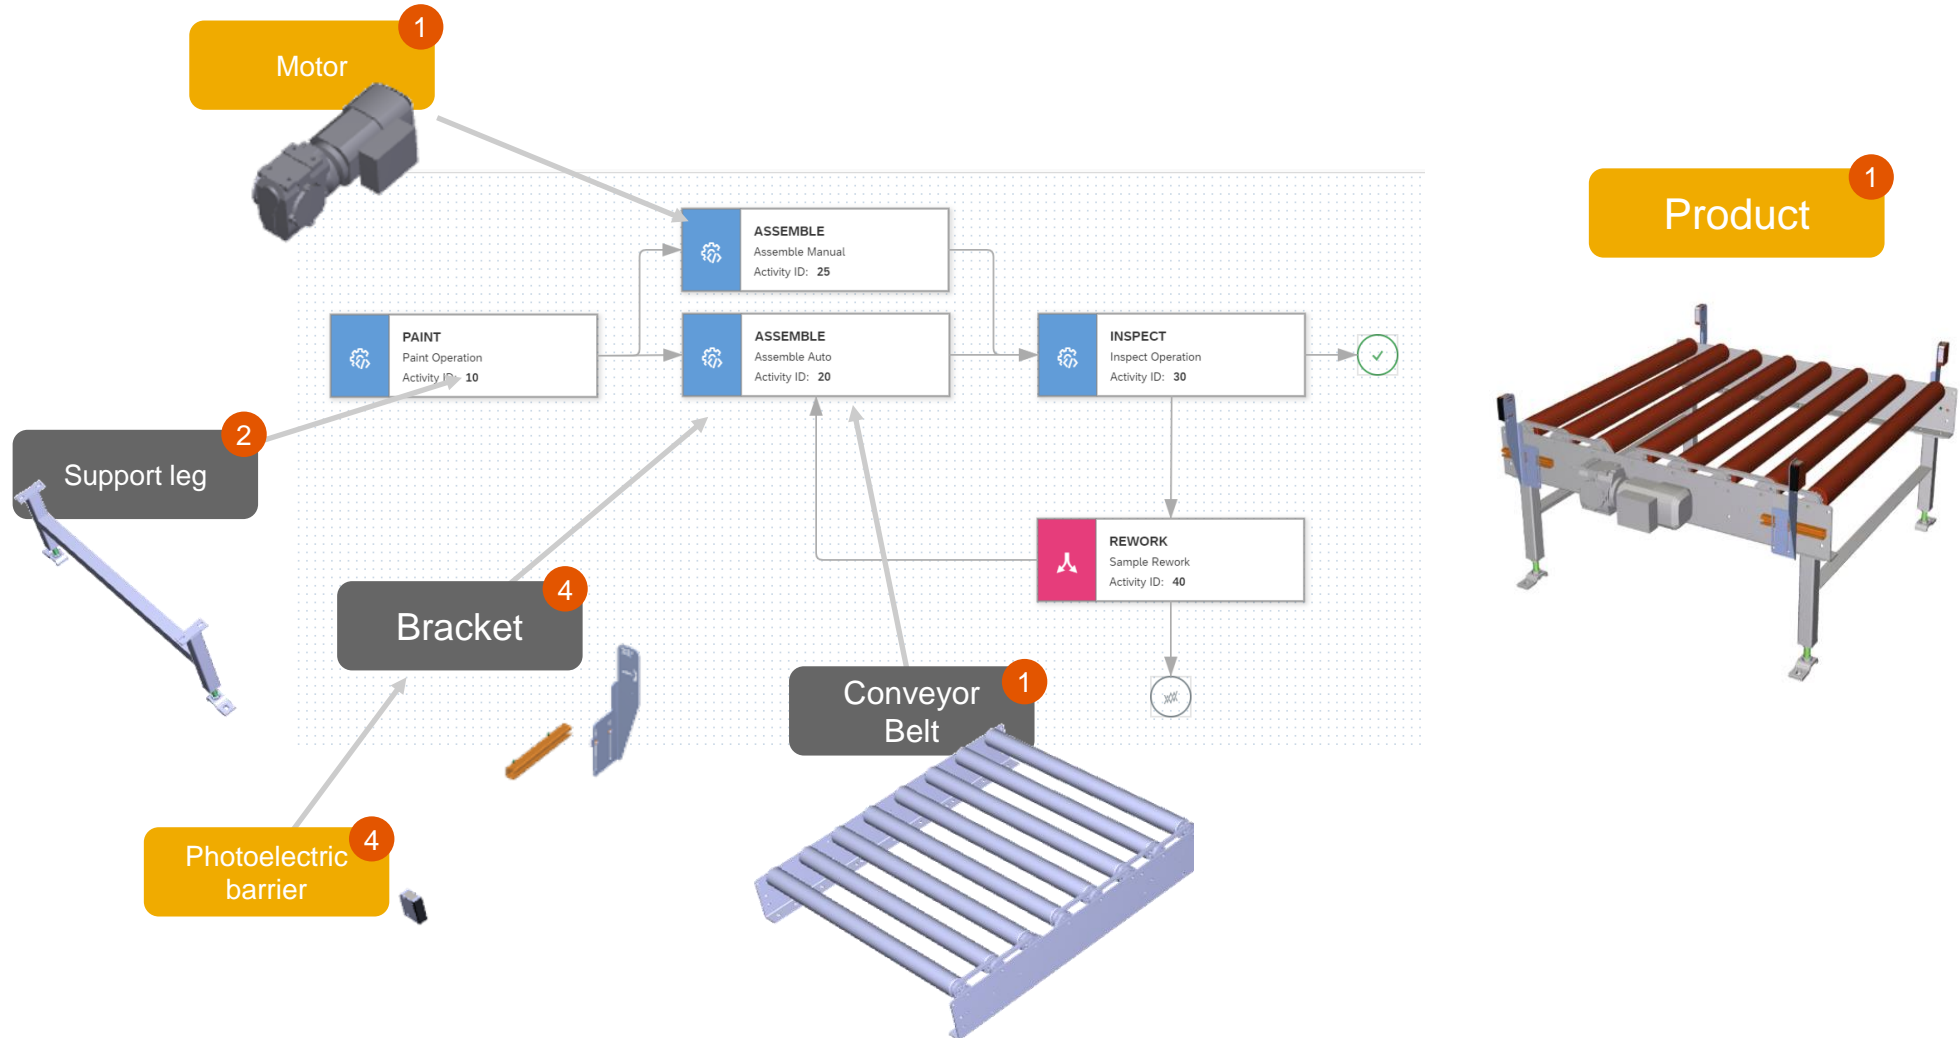 1
Motor
ASSEMBLE
Assemble Manual
Activity ID: 25
1
Product
PAINT
Paint Operation
Activity ID: 10
ASSEMBLE
Assemble Auto
Activity ID: 20
INSPECT
Inspect Operation
Activity ID: 30
2
Support leg
REWORK
Sample Rework
Activity ID: 40
4
Bracket
1
Conveyor
Belt
4
Photoelectric
barrier